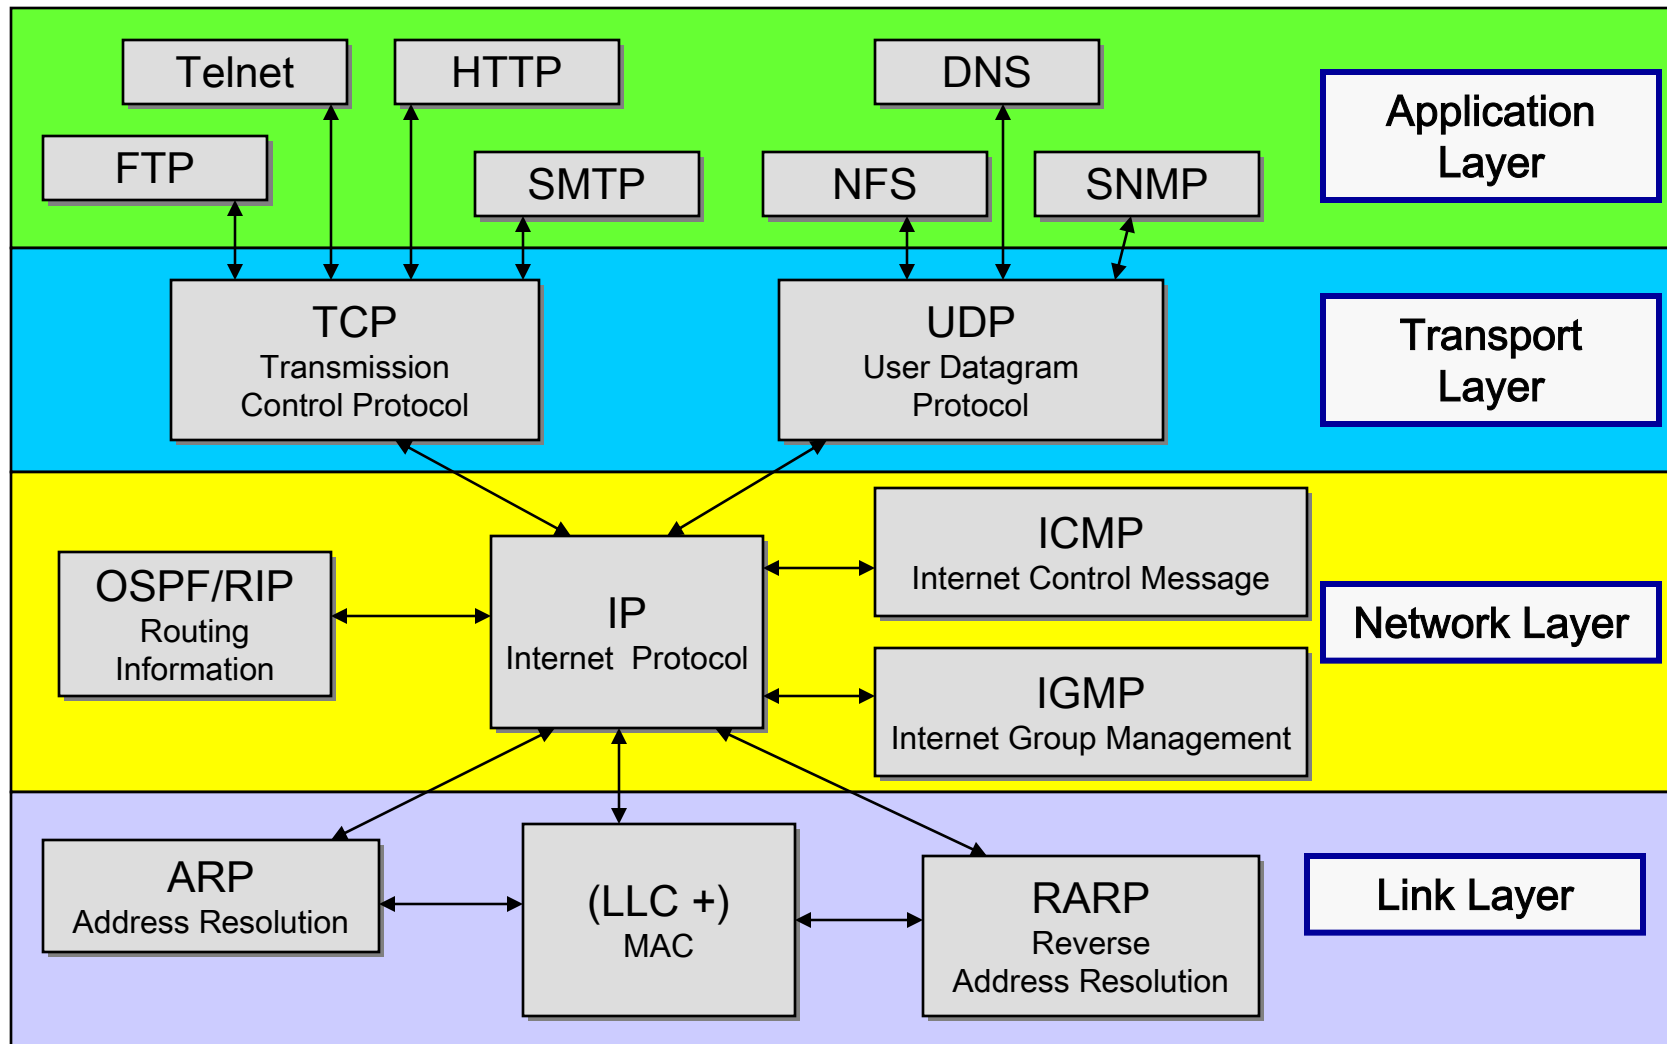 Telnet
HTTP
DNS
FTP
SMTP
NFS
SNMP
Application
Layer
TCP
Transmission
Control Protocol
UDP
User Datagram
Protocol
Transport
Layer
OSPF/RIP
Routing
Information
IP
Internet Protocol
ICMP
Internet Control Message
IGMP
Internet Group Management
Network Layer
ARP
Address Resolution
(LLC +)
MAC
RARP
Reverse
Address Resolution
Link Layer